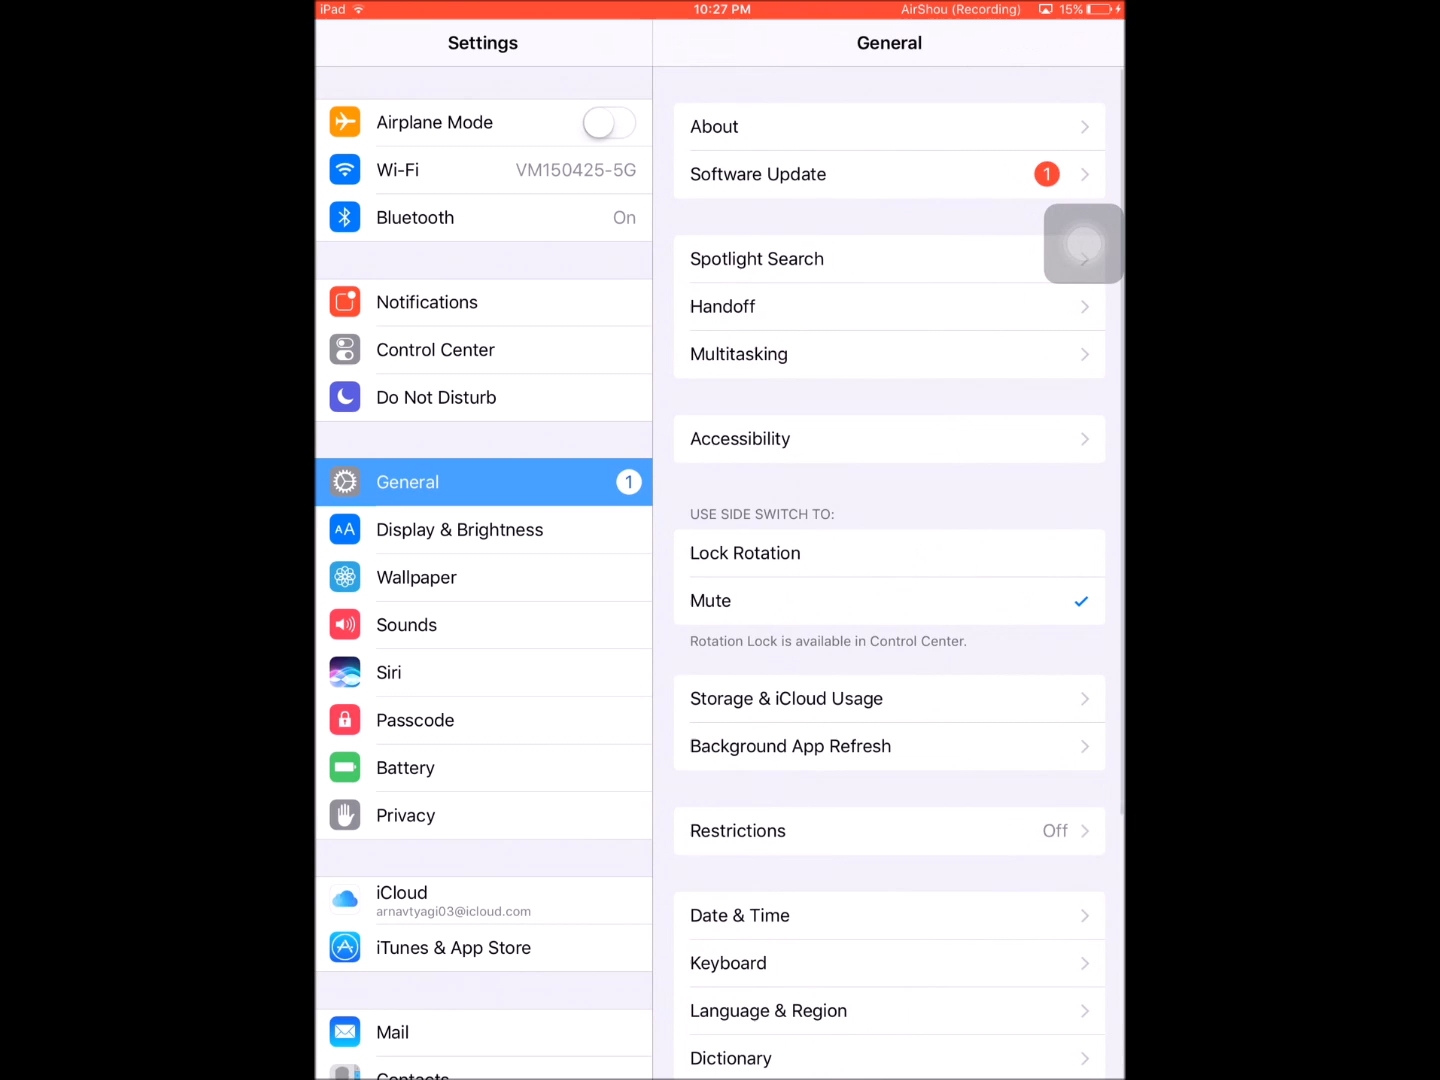 iPad 10:27 PM AirShou (Recording) 15%
Settings General
Airplane Mode
Wi-Fi VM150425-5G
Bluetooth On
Notifications
Control Center
Do Not Disturb
General 1
Display & Brightness
Wallpaper
Sounds
Siri
Passcode
Battery
Privacy
iCloud
arnavtyagi03@icloud.com
iTunes & App Store
Mail
Contacts
About
Software Update 1
Spotlight Search
Handoff
Multitasking
Accessibility
USE SIDE SWITCH TO:
Lock Rotation
Mute
Rotation Lock is available in Control Center.
Storage & iCloud Usage
Background App Refresh
Restrictions Off
Date & Time
Keyboard
Language & Region
Dictionary